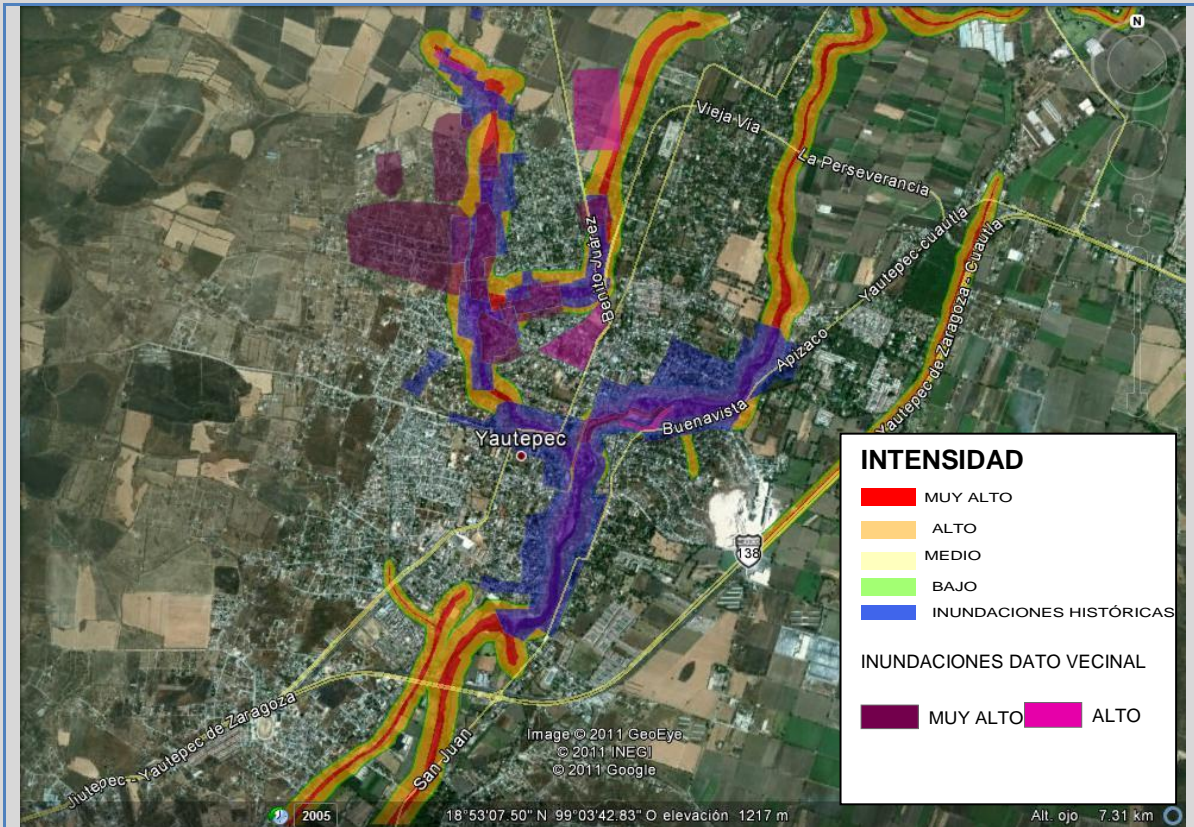 N
Vieja Vía
La Perseverancia
Yautepec-cuautla
Yautepec de Zaragoza - Cuautla
Benito Juárez
Apizaco
Buenavista
Yautepec
138
Jiutepec - Yautepec de Zaragoza
San Juan
INTENSIDAD
MUY ALTO
ALTO
MEDIO
BAJO
INUNDACIONES HISTÓRICAS
INUNDACIONES DATO VECINAL
MUY ALTO ALTO
Image © 2011 GeoEye
© 2011 INEGI
© 2011 Google
2005 18°53'07.50" N 99°03'42.83" O elevación 1217 m Alt. ojo 7.31 km